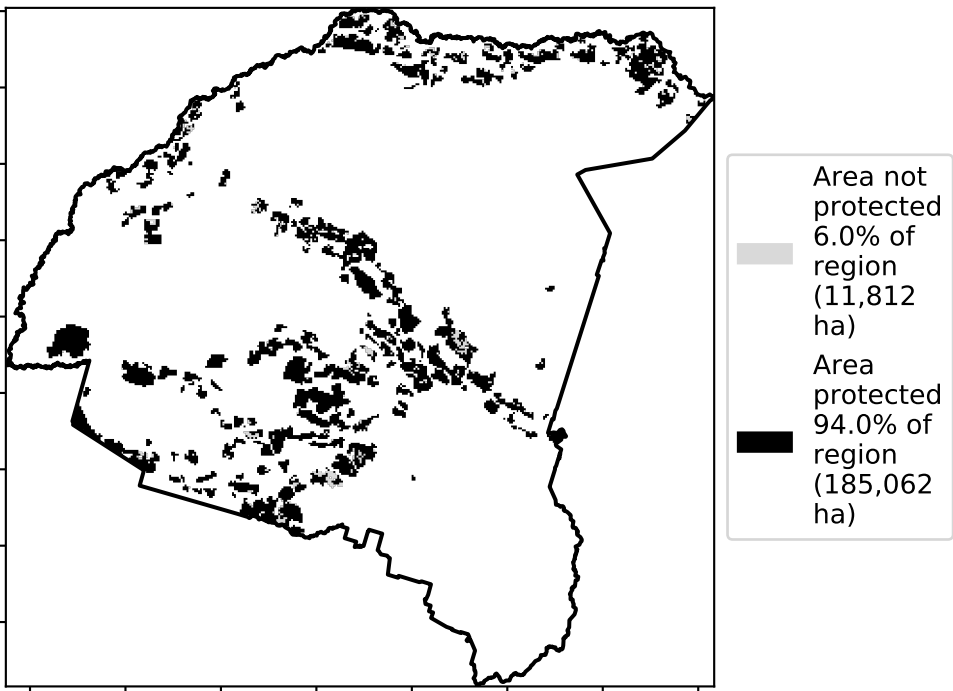 Area not
protected
6.0% of
region
(11,812
ha)
Area
protected
94.0% of
region
(185,062
ha)